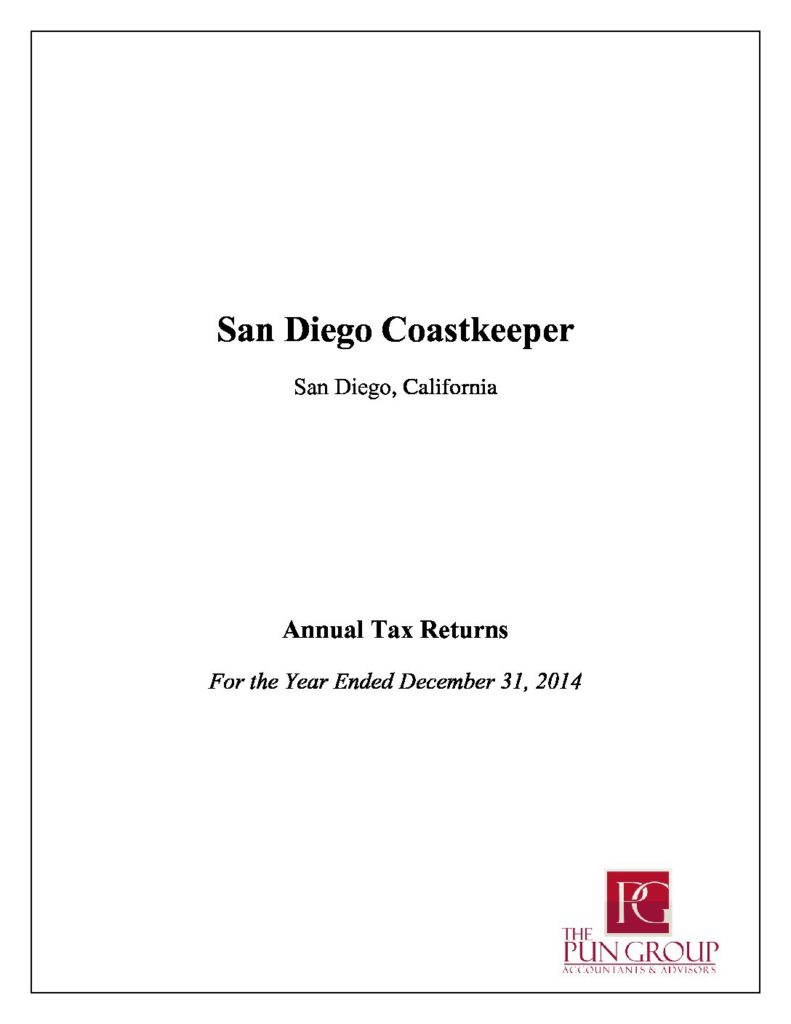 San Diego Coastkeeper
San Diego, California
Annual Tax Returns
For the Year Ended December 31, 2014
PG
THE
PUN GROUP
ACCOUNTANTS & ADVISORS